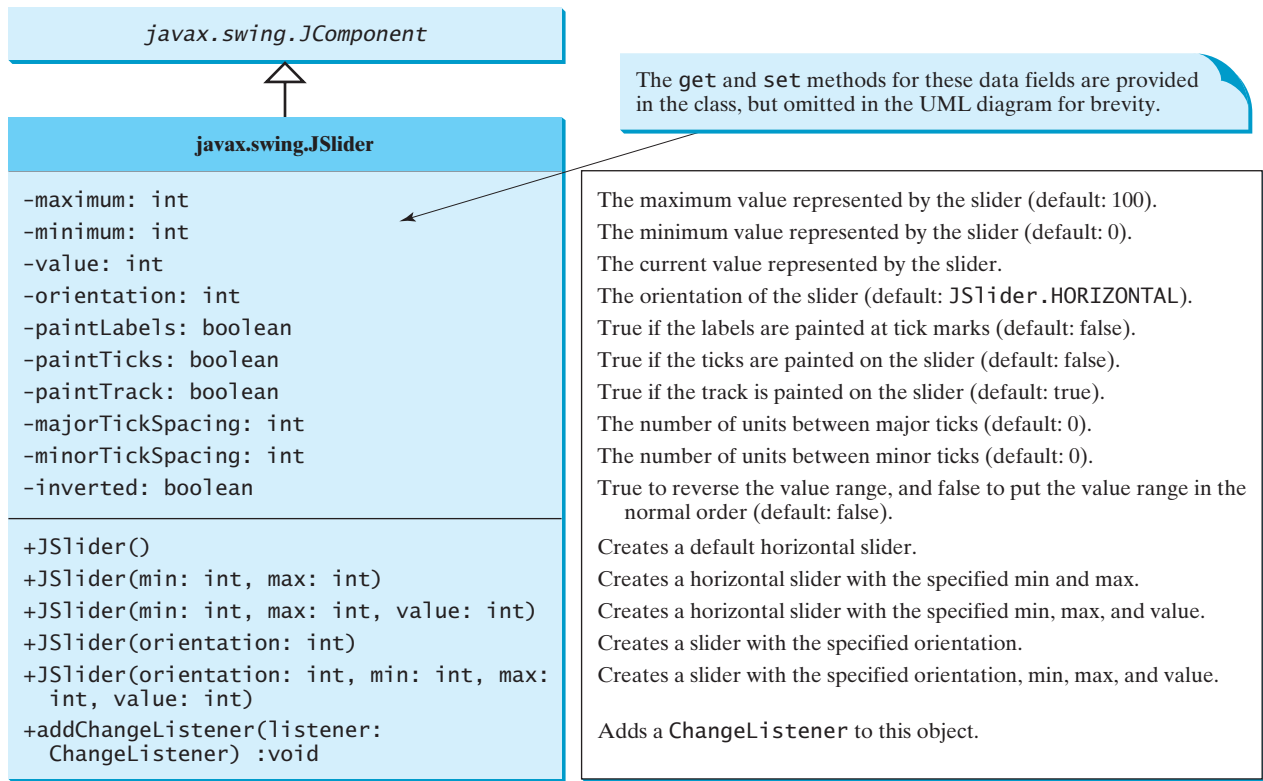 javax.swing.JComponent
The get and set methods for these data fields are provided
in the class, but omitted in the UML diagram for brevity.
javax.swing.JSlider
-maximum: int
-minimum: int
-value: int
-orientation: int
-paintLabels: boolean
-paintTicks: boolean
-paintTrack: boolean
-majorTickSpacing: int
-minorTickSpacing: int
-inverted: boolean
The maximum value represented by the slider (default: 100).
The minimum value represented by the slider (default: 0).
The current value represented by the slider.
The orientation of the slider (default: JSlider.HORIZONTAL).
True if the labels are painted at tick marks (default: false).
True if the ticks are painted on the slider (default: false).
True if the track is painted on the slider (default: true).
The number of units between major ticks (default: 0).
The number of units between minor ticks (default: 0).
True to reverse the value range, and false to put the value range in the
normal order (default: false).
+JSlider()
+JSlider(min: int, max: int)
+JSlider(min: int, max: int, value: int)
+JSlider(orientation: int)
+JSlider(orientation: int, min: int, max:
int, value: int)
+addChangeListener(listener:
ChangeListener) :void
Creates a default horizontal slider.
Creates a horizontal slider with the specified min and max.
Creates a horizontal slider with the specified min, max, and value.
Creates a slider with the specified orientation.
Creates a slider with the specified orientation, min, max, and value.
Adds a ChangeListener to this object.